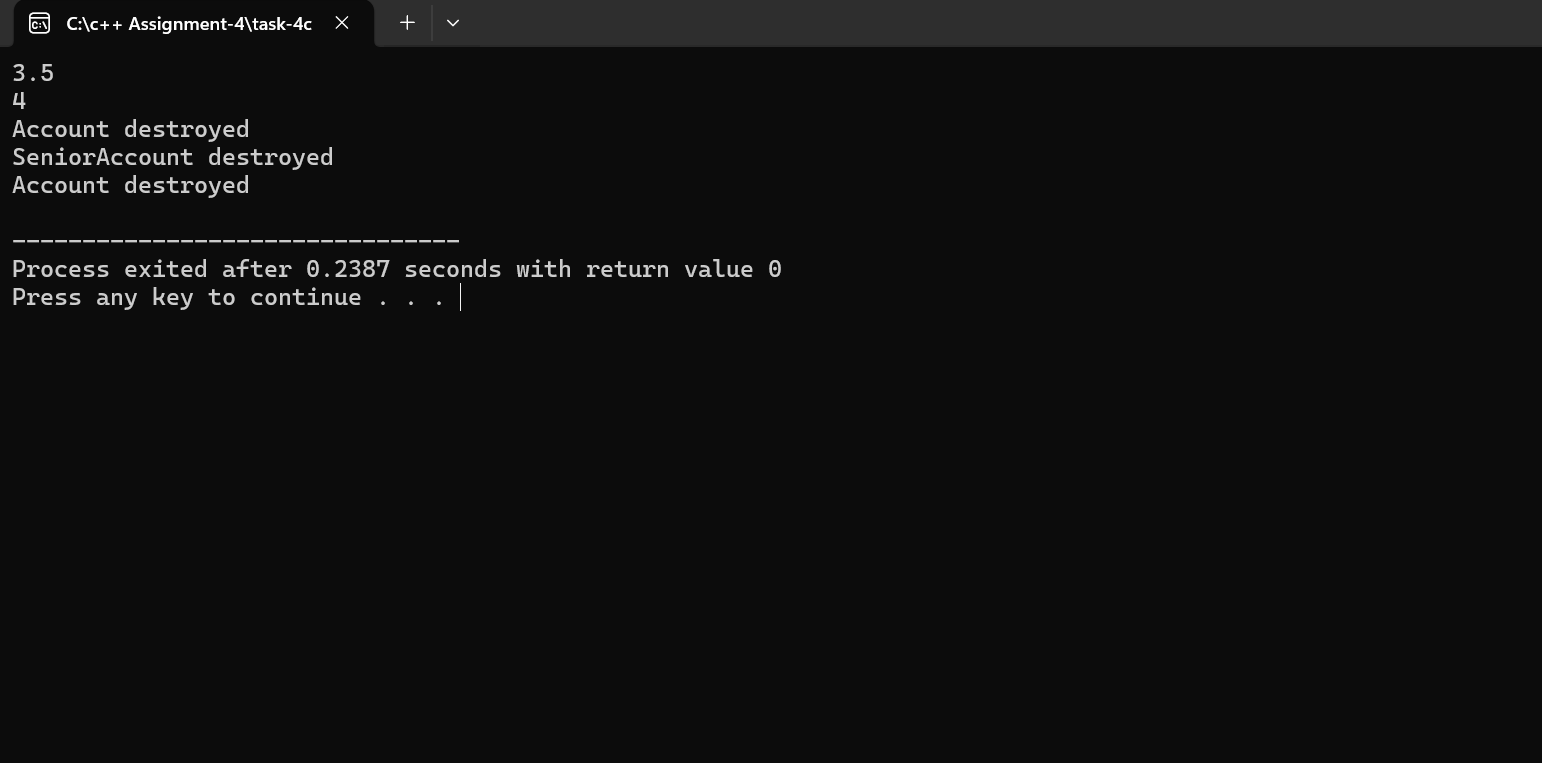 C:\c++ Assignment-4\task-4c
3.5
4
Account destroyed
SeniorAccount destroyed
Account destroyed
--------------------------------
Process exited after 0.2387 seconds with return value 0
Press any key to continue . . .